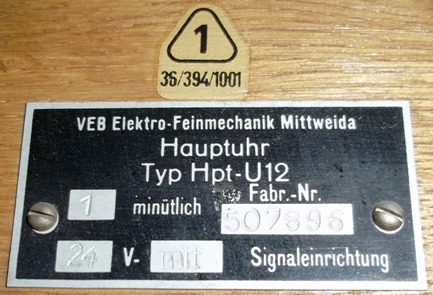 1
36/394/1001
VEB Elektro-Feinmechanik Mittweida
Hauptuhr
Typ Hpt-U12
1 minütlich Fabr.-Nr. 507896
24 V- mit Signaleinrichtung